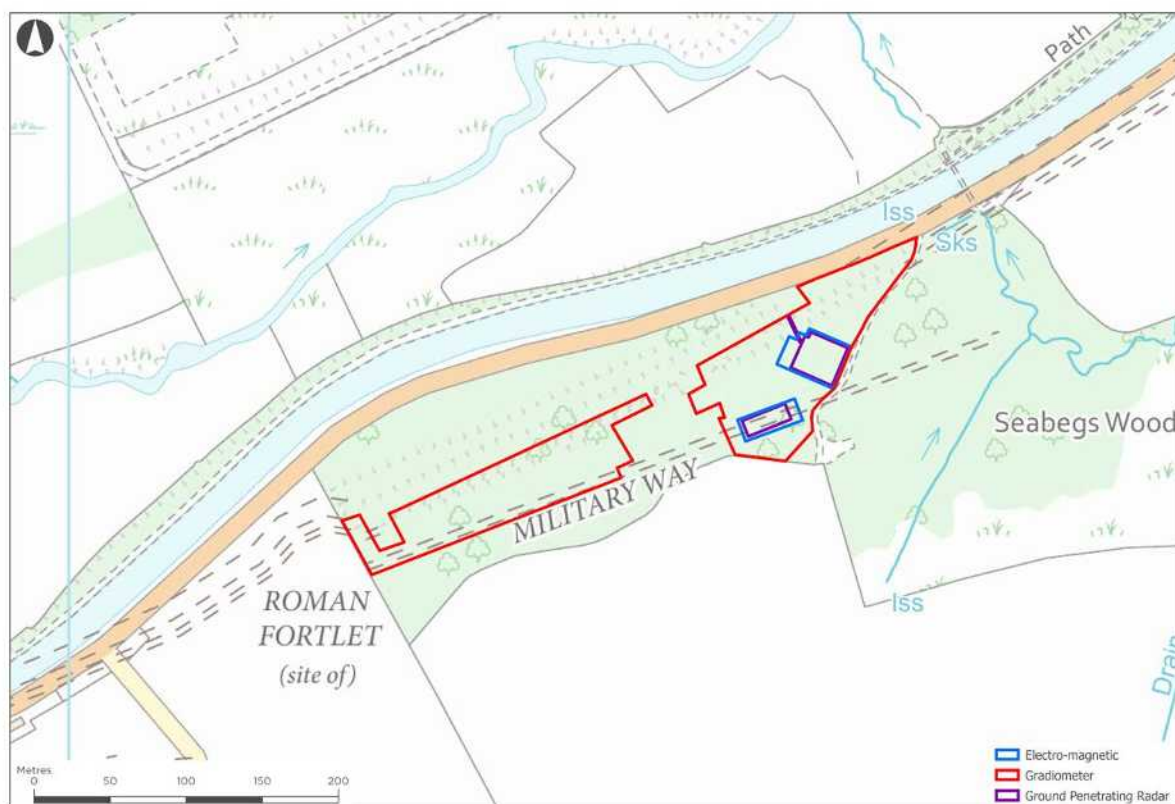 Path
Iss
Sks
Seabegs Wood
MILITARY WAY
Iss
ROMAN
FORTLET
(site of)
Drain
Metres
0 50 100 150 200
Electro-magnetic
Gradiometer
Ground Penetrating Radar